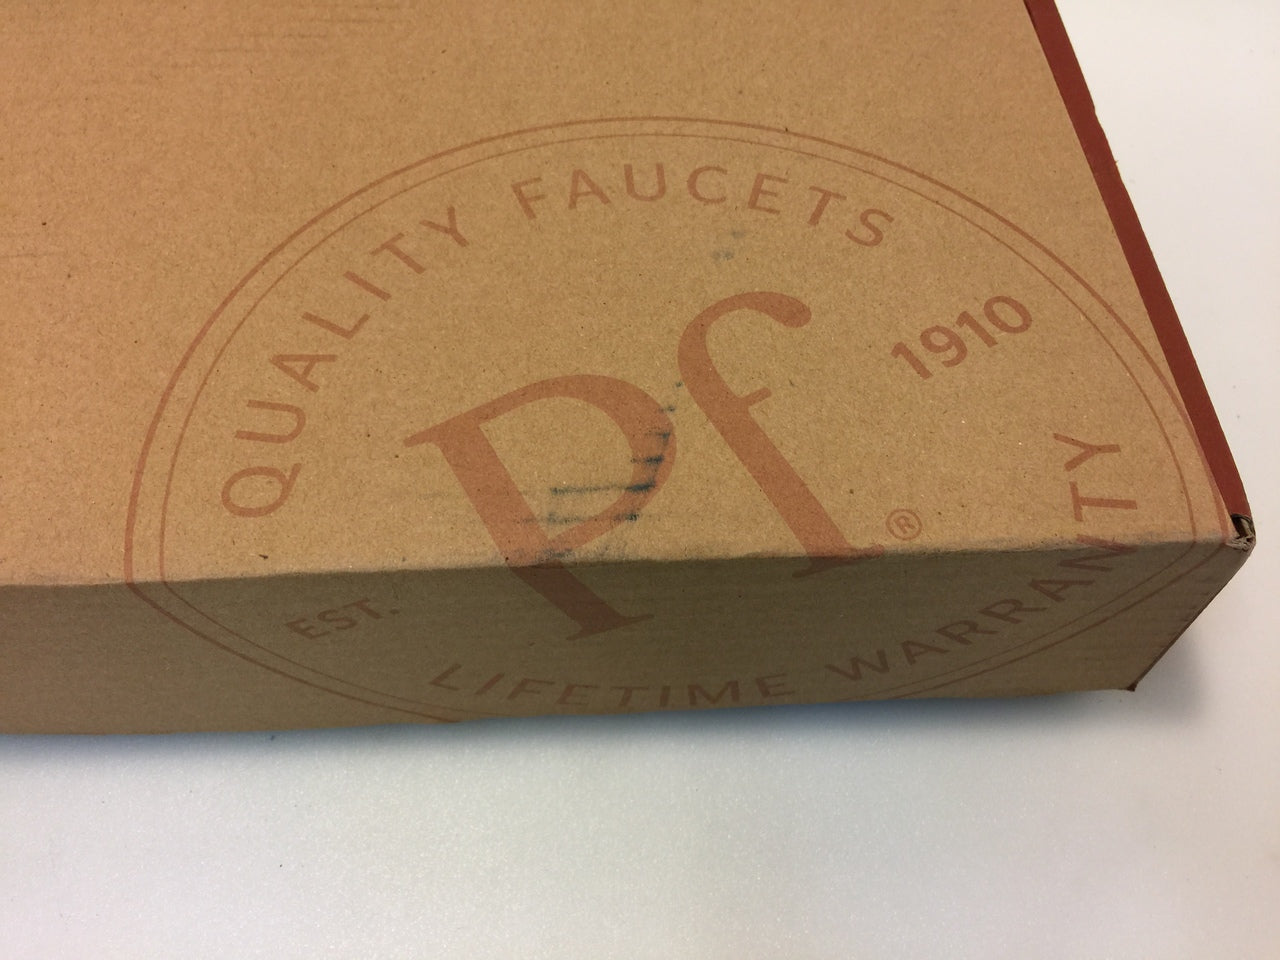 QUALITY FAUCETS
EST. 1910
Pf®
LIFETIME WARRANTY